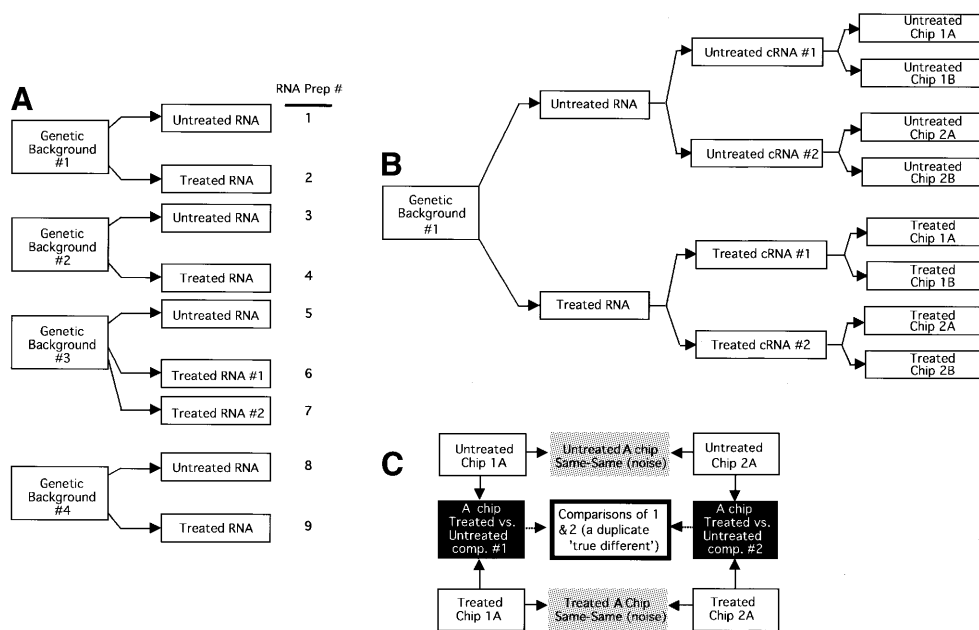 A
RNA Prep #
Genetic
Background
#1
Untreated RNA
1
Treated RNA
2
Genetic
Background
#2
Untreated RNA
3
Treated RNA
4
Genetic
Background
#3
Untreated RNA
5
Treated RNA #1
6
Treated RNA #2
7
Genetic
Background
#4
Untreated RNA
8
Treated RNA
9
B
Genetic
Background
#1
Untreated RNA
Untreated cRNA #1
Untreated
Chip 1A
Untreated
Chip 1B
Untreated cRNA #2
Untreated
Chip 2A
Untreated
Chip 2B
Treated RNA
Treated cRNA #1
Treated
Chip 1A
Treated
Chip 1B
Treated cRNA #2
Treated
Chip 2A
Treated
Chip 2B
C
Untreated
Chip 1A
Untreated A chip
Same-Same (noise)
Untreated
Chip 2A
A chip
Treated vs.
Untreated
comp. #1
Comparisons of 1
& 2 (a duplicate
'true different')
A chip
Treated vs.
Untreated
comp. #2
Treated
Chip 1A
Treated A Chip
Same-Same (noise)
Treated
Chip 2A